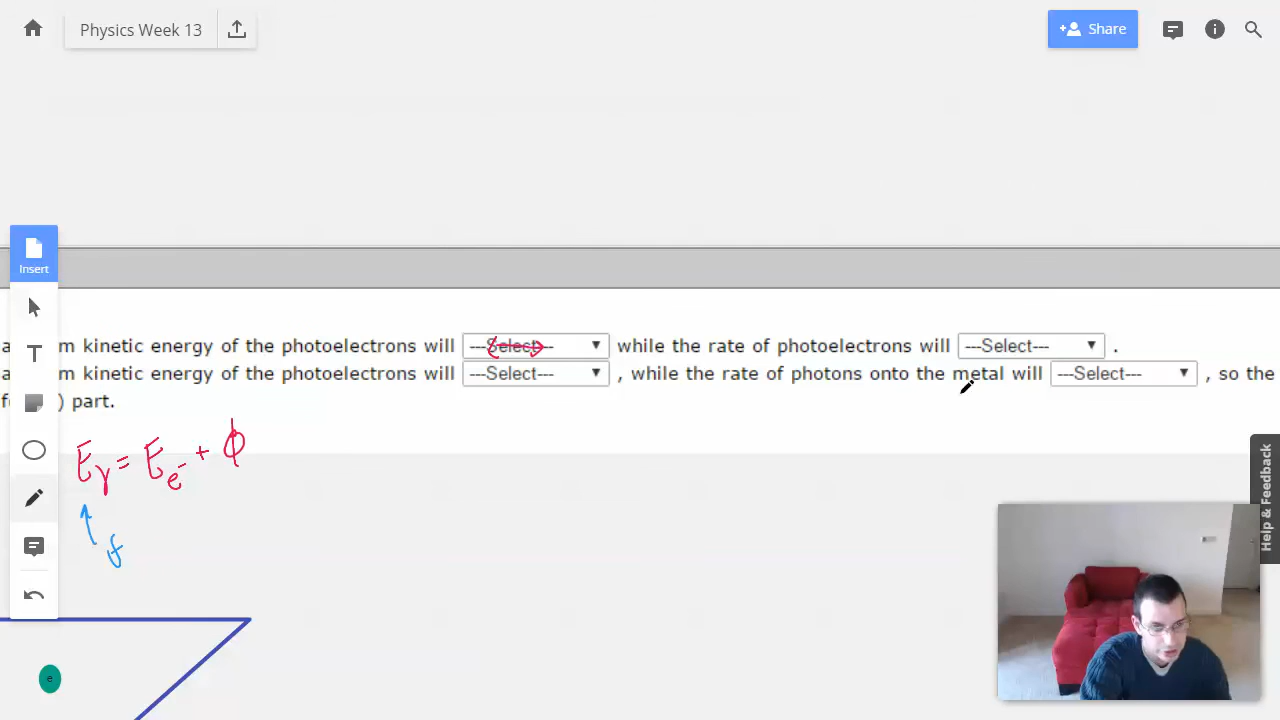 Physics Week 13
Share
Insert
m kinetic energy of the photoelectrons will ---Select--- while the rate of photoelectrons will ---Select--- .
m kinetic energy of the photoelectrons will ---Select--- , while the rate of photons onto the metal will ---Select--- , so the
) part.
E_γ = E_e⁻ + ϕ
T
f
e
Help & Feedback